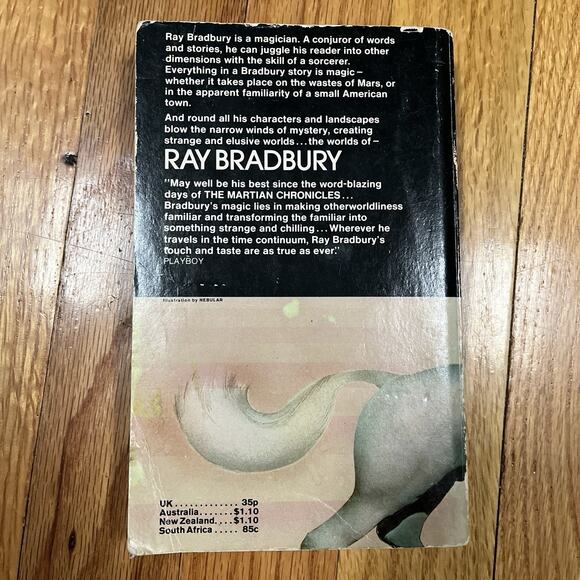 Ray Bradbury is a magician. A conjuror of words
and stories, he can juggle his reader into other
dimensions with the skill of a sorcerer.
Everything in a Bradbury story is magic –
whether it takes place on the wastes of Mars, or
in the apparent familiarity of a small American
town.
And round all his characters and landscapes
blow the narrow winds of mystery, creating
strange and elusive worlds...the worlds of –
RAY BRADBURY
"May well be his best since the word-blazing
days of THE MARTIAN CHRONICLES...
Bradbury's magic lies in making otherworldliness
familiar and transforming the familiar into
something strange and chilling...Wherever he
travels in the time continuum, Ray Bradbury's
touch and taste are as true as ever."
PLAYBOY
Illustration by NEBULAR
UK............. 35p
Australia.......$1.10
New Zealand....$1.10
South Africa ..... 85c